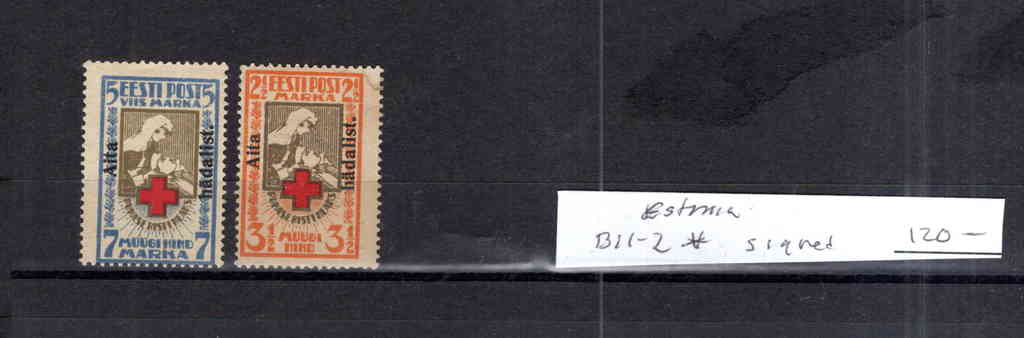 5 EESTI POST 5
VIIS MARKA
Aita
hädalist.
7 MÜÜGI HIND 7
MARKA
2½ EESTI POST 2½
MARKA
Aita
hädalist.
3½ MÜÜGI 3½
HIND
Estonia
B11-2 * signed 120-